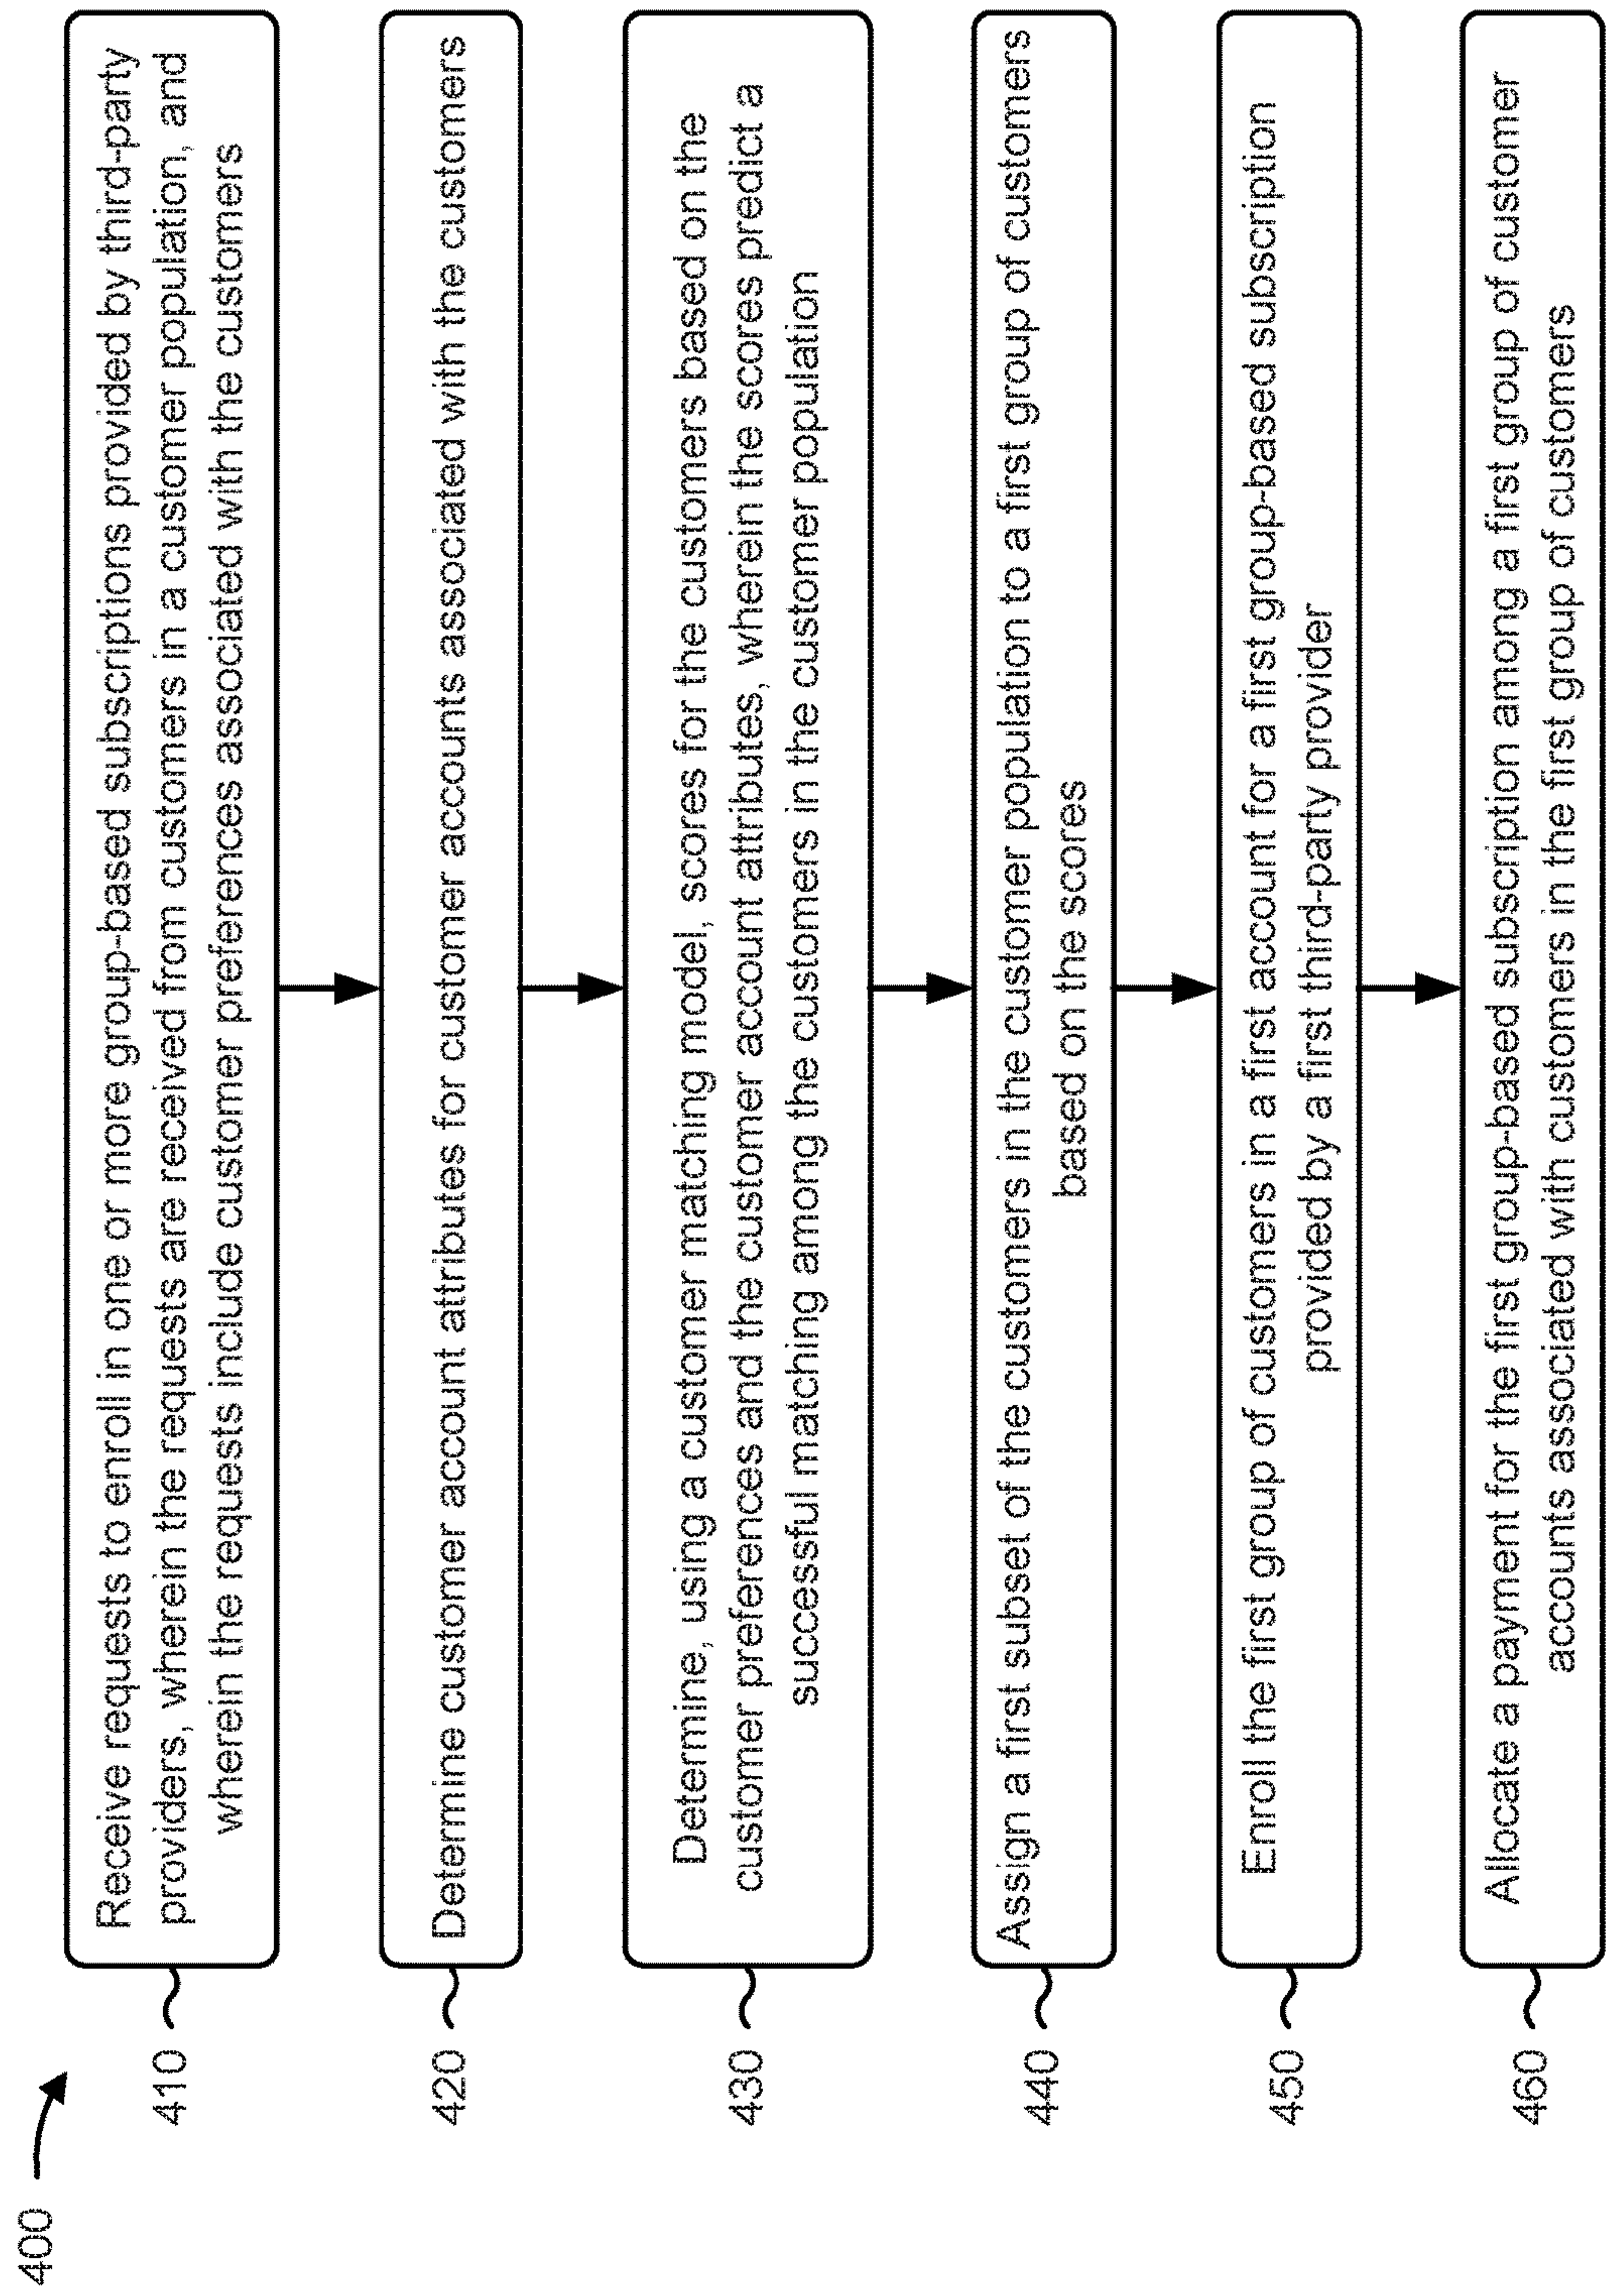 400
410
Receive requests to enroll in one or more group-based subscriptions provided by third-party
providers, wherein the requests are received from customers in a customer population, and
wherein the requests include customer preferences associated with the customers
420
Determine customer account attributes for customer accounts associated with the customers
430
Determine, using a customer matching model, scores for the customers based on the
customer preferences and the customer account attributes, wherein the scores predict a
successful matching among the customers in the customer population
440
Assign a first subset of the customers in the customer population to a first group of customers
based on the scores
450
Enroll the first group of customers in a first account for a first group-based subscription
provided by a first third-party provider
460
Allocate a payment for the first group-based subscription among a first group of customer
accounts associated with customers in the first group of customers